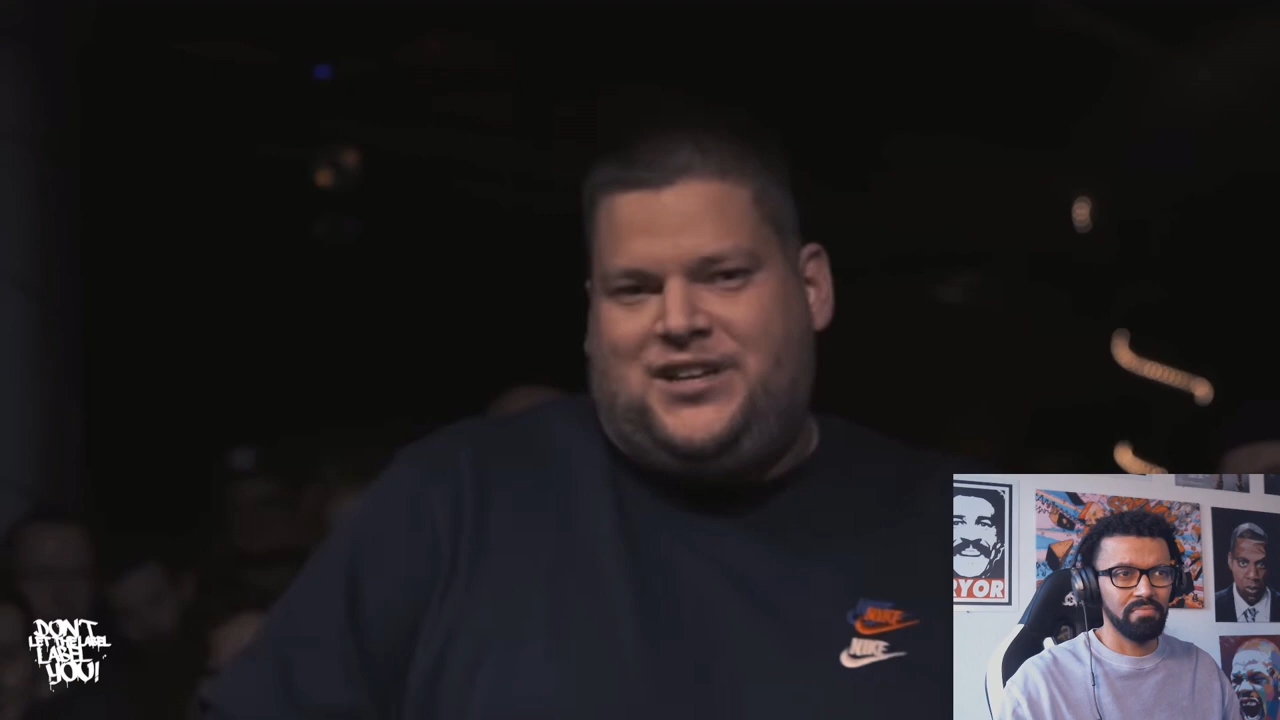 NIKE
NIKE
DON'T
LET THE LABEL
LABEL
YOU!
RYOR